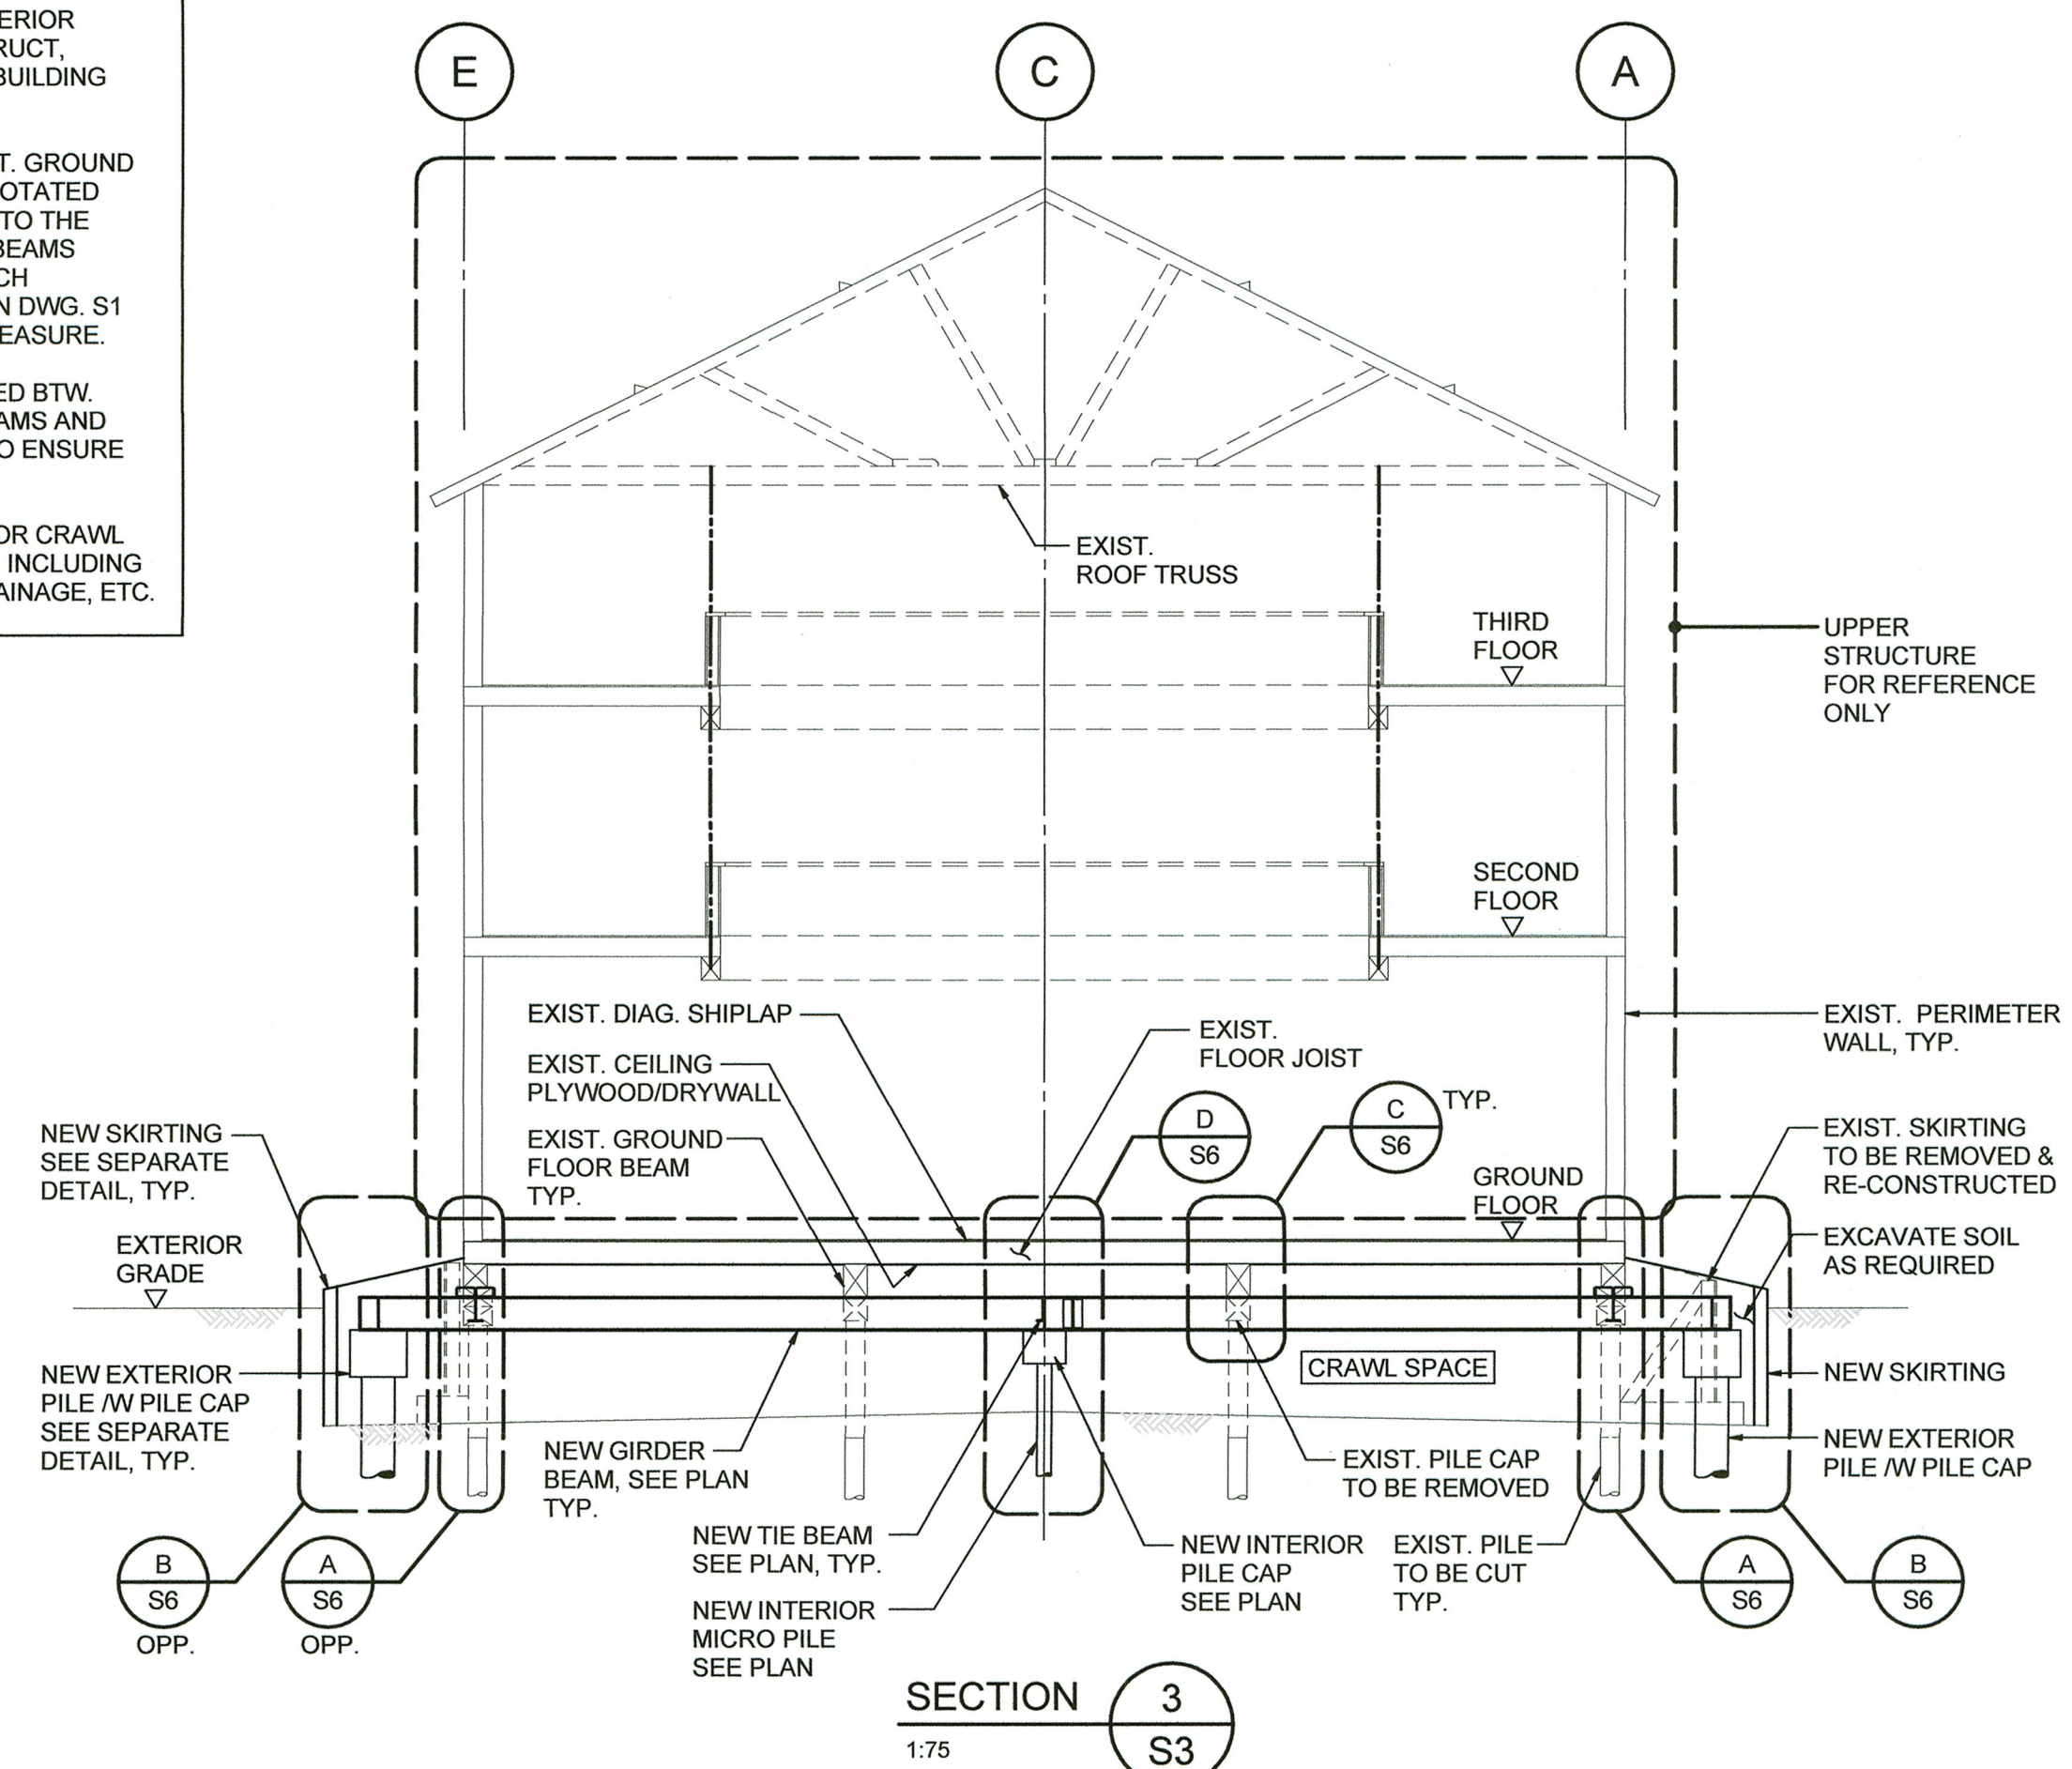 ERIOR
RUCT,
BUILDING
T. GROUND
OTATED
TO THE
BEAMS
CH
N DWG. S1
EASURE.
ED BTW.
AMS AND
O ENSURE
OR CRAWL
INCLUDING
AINAGE, ETC.
E
C
A
EXIST.
ROOF TRUSS
THIRD
FLOOR
UPPER
STRUCTURE
FOR REFERENCE
ONLY
SECOND
FLOOR
EXIST. DIAG. SHIPLAP
EXIST. CEILING
PLYWOOD/DRYWALL
EXIST. GROUND
FLOOR BEAM
TYP.
EXIST.
FLOOR JOIST
D
S6
C
S6
TYP.
EXIST. PERIMETER
WALL, TYP.
GROUND
FLOOR
EXIST. SKIRTING
TO BE REMOVED &
RE-CONSTRUCTED
EXCAVATE SOIL
AS REQUIRED
NEW SKIRTING
SEE SEPARATE
DETAIL, TYP.
EXTERIOR
GRADE
NEW EXTERIOR
PILE /W PILE CAP
SEE SEPARATE
DETAIL, TYP.
CRAWL SPACE
NEW SKIRTING
NEW EXTERIOR
PILE /W PILE CAP
NEW GIRDER
BEAM, SEE PLAN
TYP.
EXIST. PILE CAP
TO BE REMOVED
NEW TIE BEAM
SEE PLAN, TYP.
NEW INTERIOR
MICRO PILE
SEE PLAN
NEW INTERIOR
PILE CAP
SEE PLAN
EXIST. PILE
TO BE CUT
TYP.
B
S6
OPP.
A
S6
OPP.
A
S6
B
S6
SECTION
1:75
3
S3